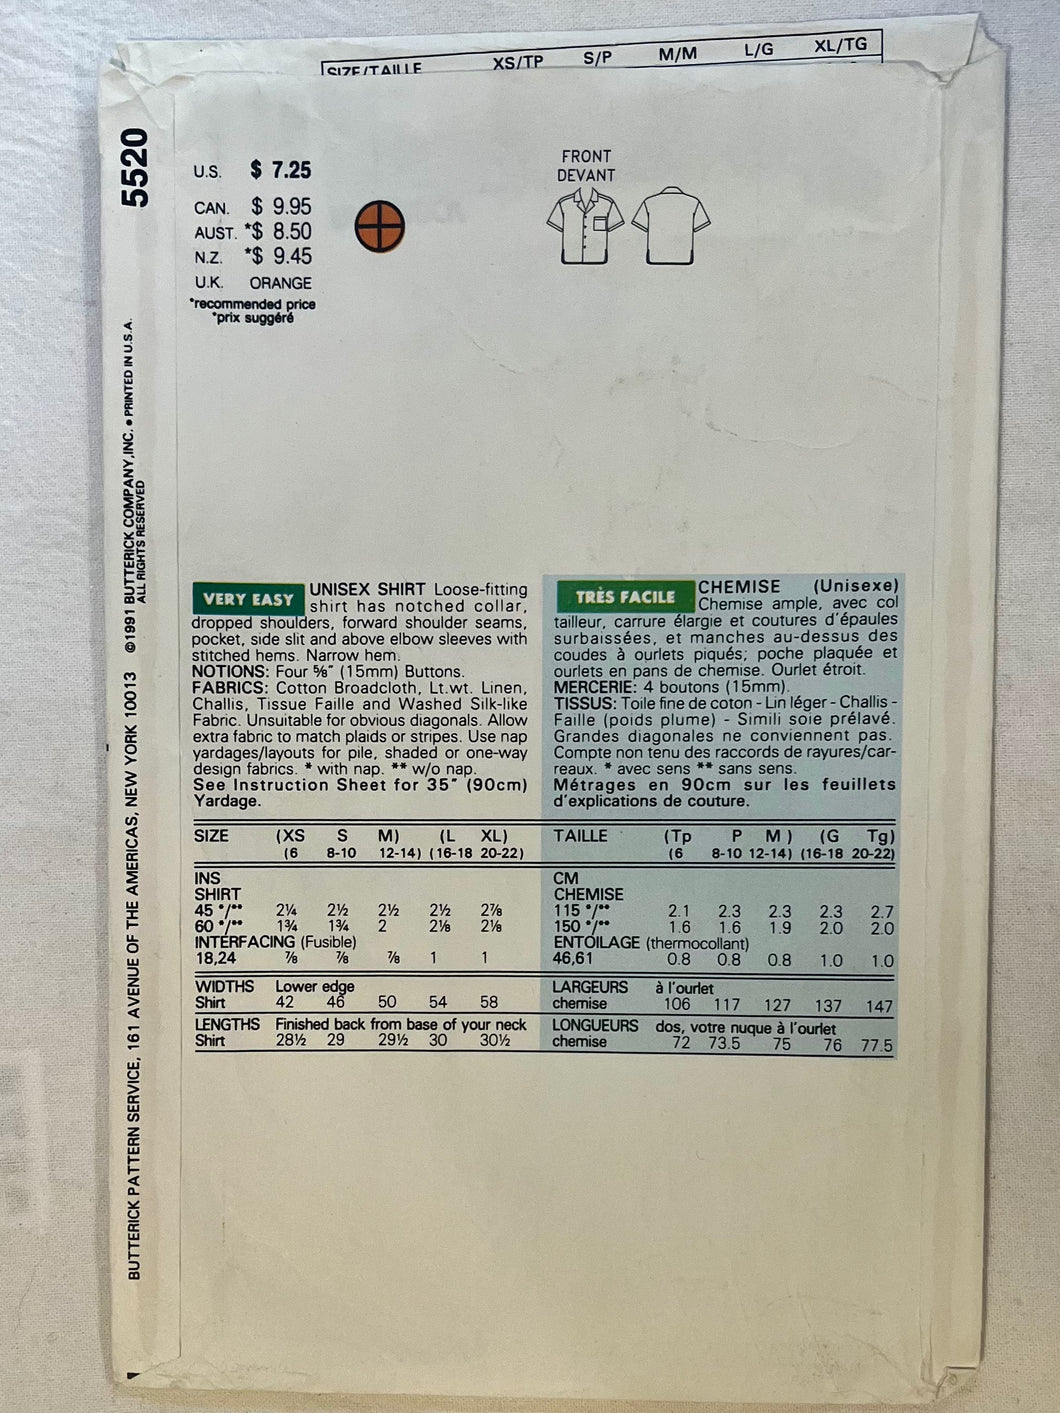 SIZE/TAILLE XS/TP S/P M/M L/G XL/TG
5520
©1991 BUTTERICK COMPANY, INC. • PRINTED IN U.S.A.
ALL RIGHTS RESERVED
BUTTERICK PATTERN SERVICE, 161 AVENUE OF THE AMERICAS, NEW YORK 10013
U.S. $ 7.25
CAN. $ 9.95
AUST. *$ 8.50
N.Z. *$ 9.45
U.K. ORANGE
*recommended price
*prix suggéré
FRONT
DEVANT
VERY EASY UNISEX SHIRT Loose-fitting
shirt has notched collar,
dropped shoulders, forward shoulder seams,
pocket, side slit and above elbow sleeves with
stitched hems. Narrow hem.
NOTIONS: Four ⅝" (15mm) Buttons.
FABRICS: Cotton Broadcloth, Lt.wt. Linen,
Challis, Tissue Faille and Washed Silk-like
Fabric. Unsuitable for obvious diagonals. Allow
extra fabric to match plaids or stripes. Use nap
yardages/layouts for pile, shaded or one-way
design fabrics. * with nap. ** w/o nap.
See Instruction Sheet for 35" (90cm)
Yardage.
SIZE (XS S M) (L XL)
(6 8-10 12-14) (16-18 20-22)
INS
SHIRT
45 */** 2¼ 2½ 2½ 2½ 2⅞
60 */** 1¾ 1¾ 2 2⅛ 2⅛
INTERFACING (Fusible)
18,24 ⅞ ⅞ ⅞ 1 1
WIDTHS Lower edge
Shirt 42 46 50 54 58
LENGTHS Finished back from base of your neck
Shirt 28½ 29 29½ 30 30½
TRÈS FACILE CHEMISE (Unisexe)
Chemise ample, avec col
tailleur, carrure élargie et coutures d'épaules
surbaissées, et manches au-dessus des
coudes à ourlets piqués; poche plaquée et
ourlets en pans de chemise. Ourlet étroit.
MERCERIE: 4 boutons (15mm).
TISSUS: Toile fine de coton - Lin léger - Challis -
Faille (poids plume) - Simili soie prélavé.
Grandes diagonales ne conviennent pas.
Compte non tenu des raccords de rayures/car-
reaux. * avec sens ** sans sens.
Métrages en 90cm sur les feuillets
d'explications de couture.
TAILLE (Tp P M) (G Tg)
(6 8-10 12-14) (16-18 20-22)
CM
CHEMISE
115 */** 2.1 2.3 2.3 2.3 2.7
150 */** 1.6 1.6 1.9 2.0 2.0
ENTOILAGE (thermocollant)
46,61 0.8 0.8 0.8 1.0 1.0
LARGEURS à l'ourlet
chemise 106 117 127 137 147
LONGUEURS dos, votre nuque à l'ourlet
chemise 72 73.5 75 76 77.5